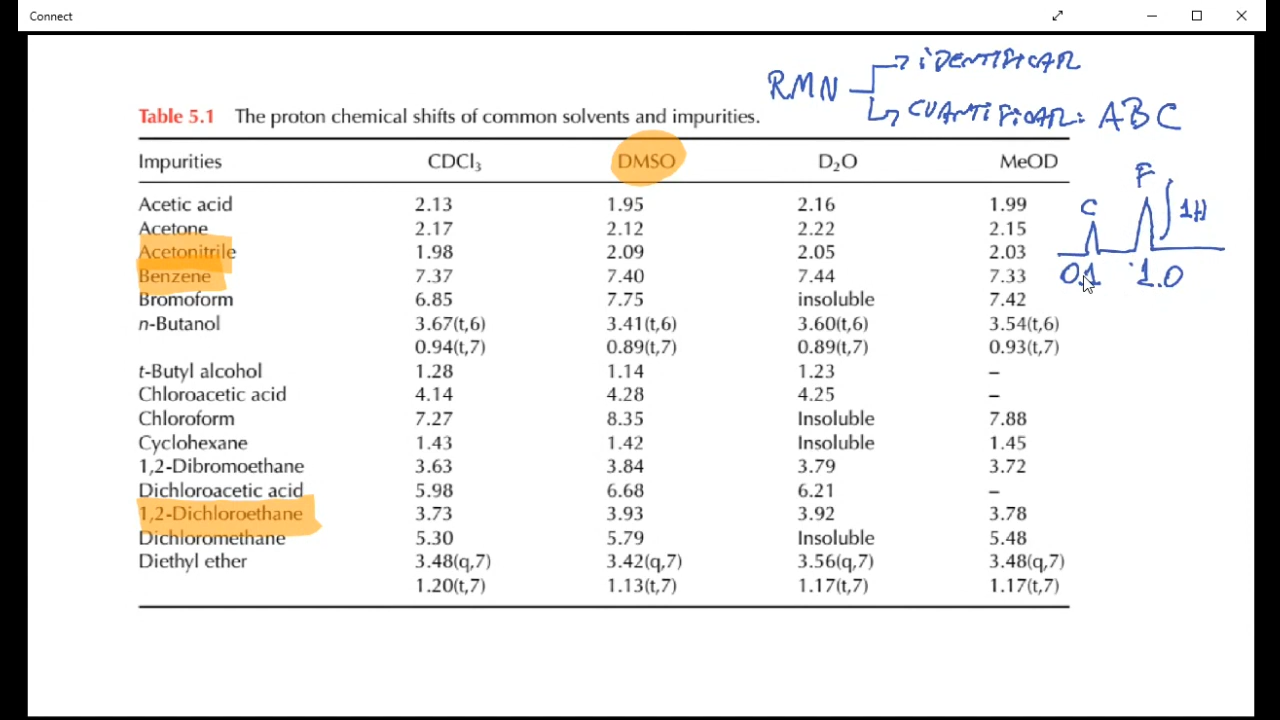 Connect
RMN
IDENTIFICAR
CUANTIFICAR: ABC
Table 5.1 The proton chemical shifts of common solvents and impurities.
Impurities CDCl₃ DMSO D₂O MeOD
Acetic acid 2.13 1.95 2.16 1.99
Acetone 2.17 2.12 2.22 2.15
Acetonitrile 1.98 2.09 2.05 2.03
Benzene 7.37 7.40 7.44 7.33
Bromoform 6.85 7.75 insoluble 7.42
n-Butanol 3.67(t,6) 3.41(t,6) 3.60(t,6) 3.54(t,6)
0.94(t,7) 0.89(t,7) 0.89(t,7) 0.93(t,7)
t-Butyl alcohol 1.28 1.14 1.23 –
Chloroacetic acid 4.14 4.28 4.25 –
Chloroform 7.27 8.35 Insoluble 7.88
Cyclohexane 1.43 1.42 Insoluble 1.45
1,2-Dibromoethane 3.63 3.84 3.79 3.72
Dichloroacetic acid 5.98 6.68 6.21 –
1,2-Dichloroethane 3.73 3.93 3.92 3.78
Dichloromethane 5.30 5.79 Insoluble 5.48
Diethyl ether 3.48(q,7) 3.42(q,7) 3.56(q,7) 3.48(q,7)
1.20(t,7) 1.13(t,7) 1.17(t,7) 1.17(t,7)
C F 1H
0.1 1.0